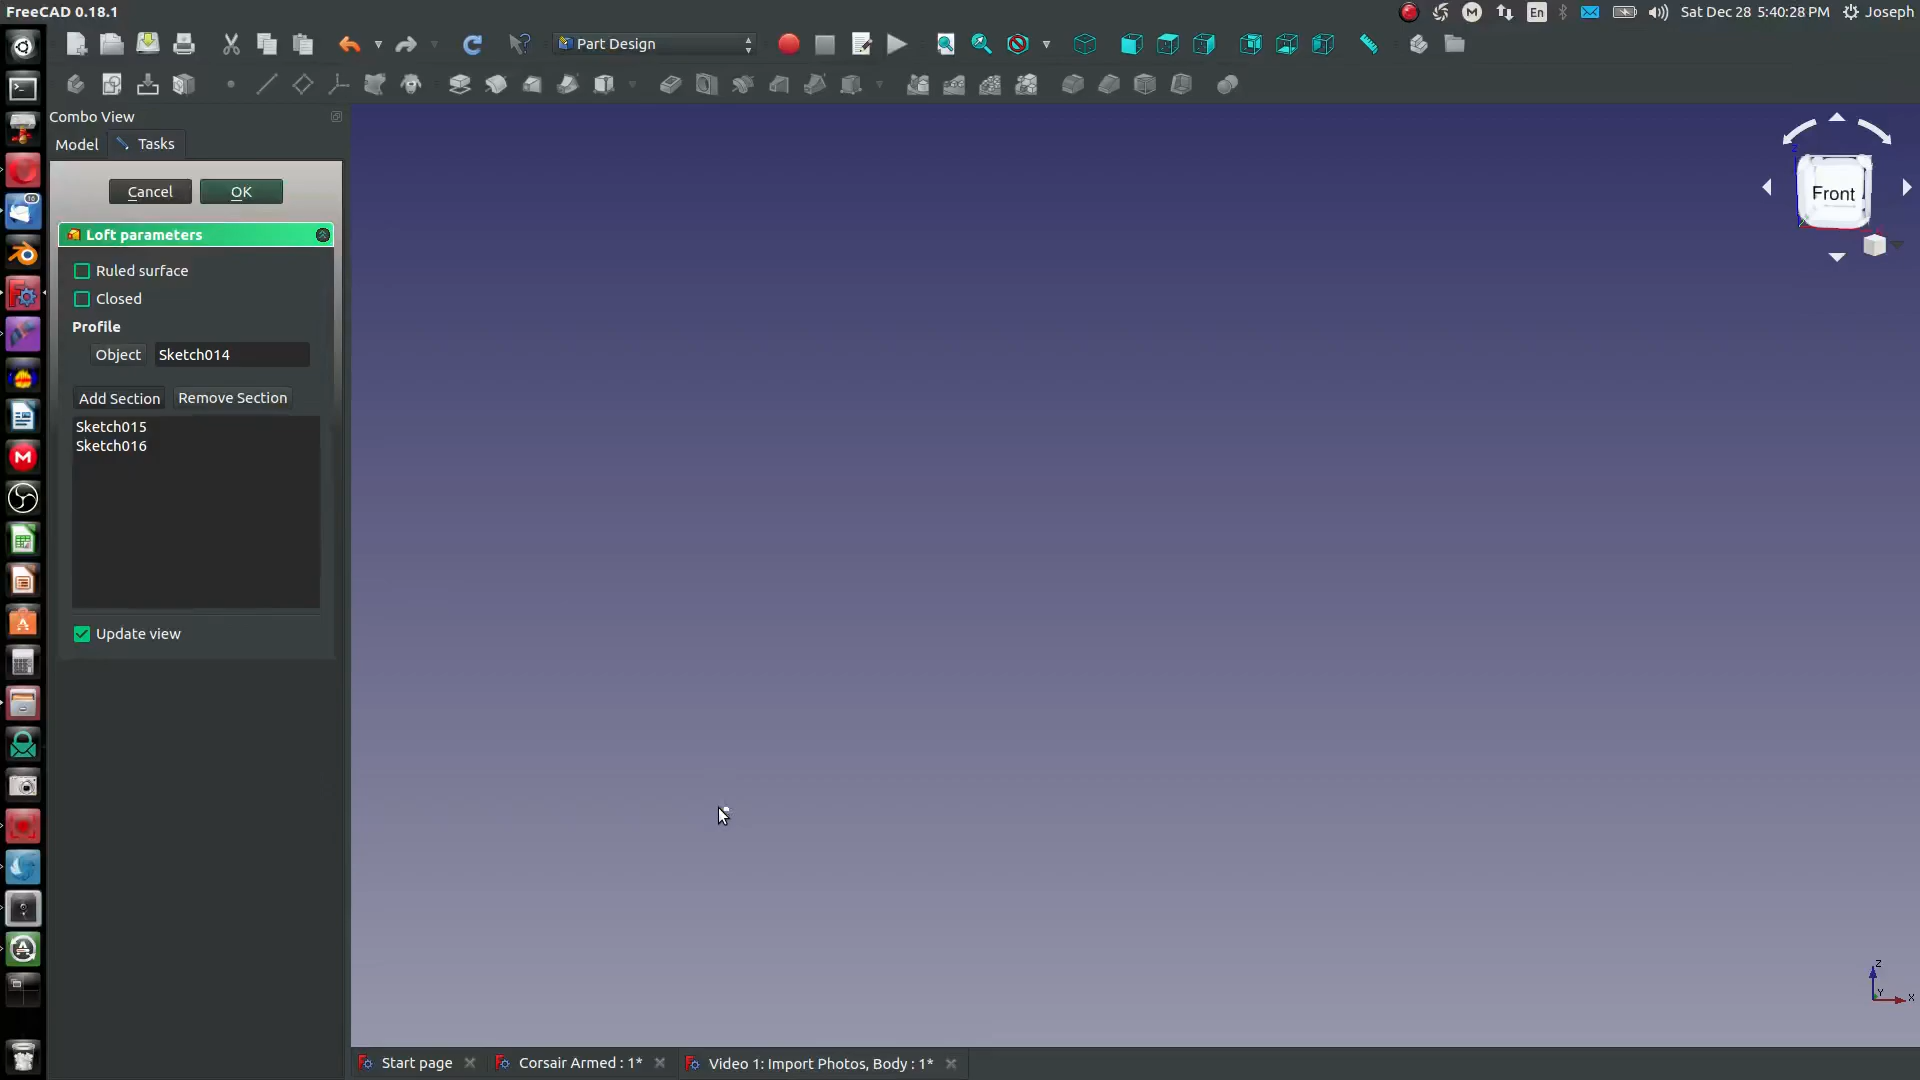 FreeCAD 0.18.1
En
Sat Dec 28 5:40:28 PM
Joseph
Part Design
Combo View
Model
Tasks
Cancel
OK
Loft parameters
Ruled surface
Closed
Profile
Object
Sketch014
Add Section
Remove Section
Sketch015
Sketch016
Update view
Front
Z
Y
X
Start page
Corsair Armed : 1*
Video 1: Import Photos, Body : 1*